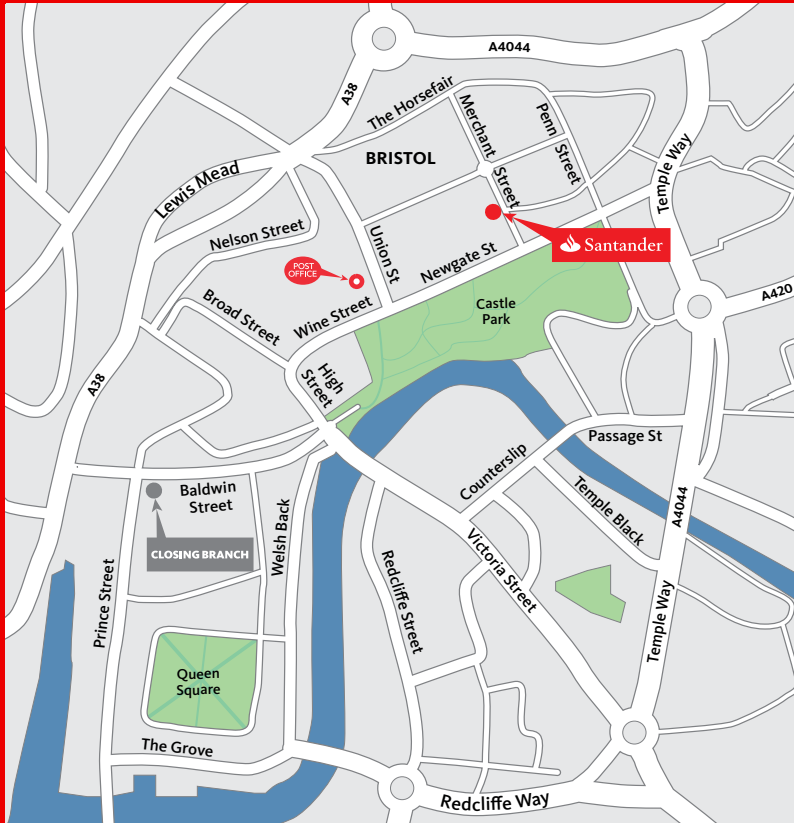 A4044
A38
The Horsefair
Merchant
Street
Penn
Street
BRISTOL
Temple Way
Lewis Mead
Nelson Street
Union St
Newgate St
Santander
POST
OFFICE
Wine Street
Broad Street
Castle
Park
A420
High
Street
A38
Passage St
Counterslip
Baldwin
Street
Temple Black
A4044
CLOSING BRANCH
Welsh Back
Victoria Street
Redcliffe Street
Prince Street
Temple Way
Queen
Square
The Grove
Redcliffe Way